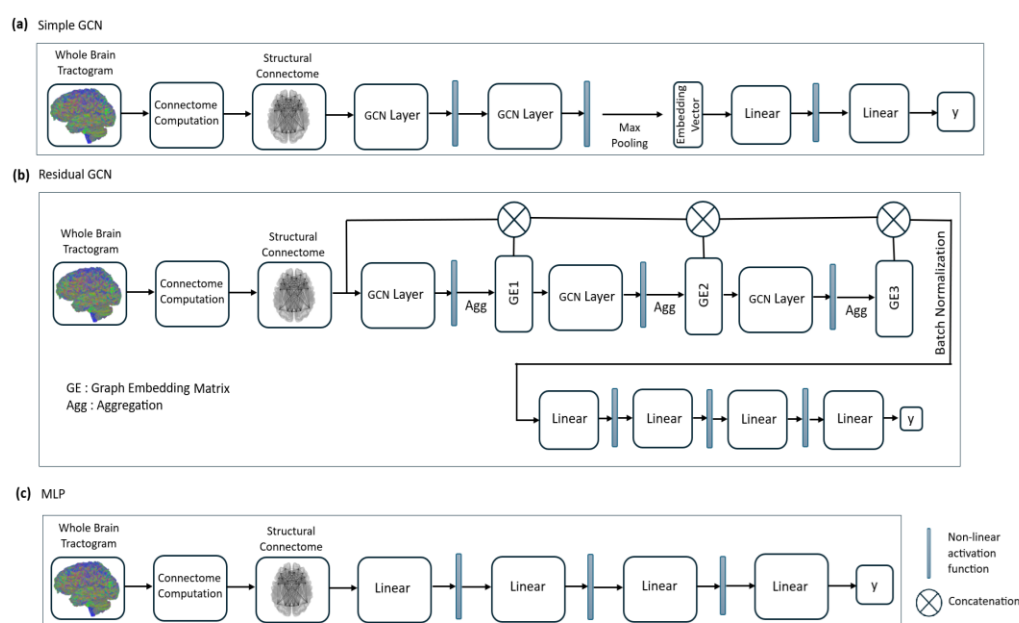 (a) Simple GCN
Whole Brain
Tractogram
Connectome
Computation
Structural
Connectome
GCN Layer
GCN Layer
Max
Pooling
Embedding
Vector
Linear
Linear
y
(b) Residual GCN
Whole Brain
Tractogram
Connectome
Computation
Structural
Connectome
GCN Layer
Agg
GE1
GCN Layer
Agg
GE2
GCN Layer
Agg
GE3
Batch Normalization
GE : Graph Embedding Matrix
Agg : Aggregation
Linear
Linear
Linear
Linear
y
(c) MLP
Whole Brain
Tractogram
Connectome
Computation
Structural
Connectome
Linear
Linear
Linear
Linear
y
Non-linear
activation
function
Concatenation